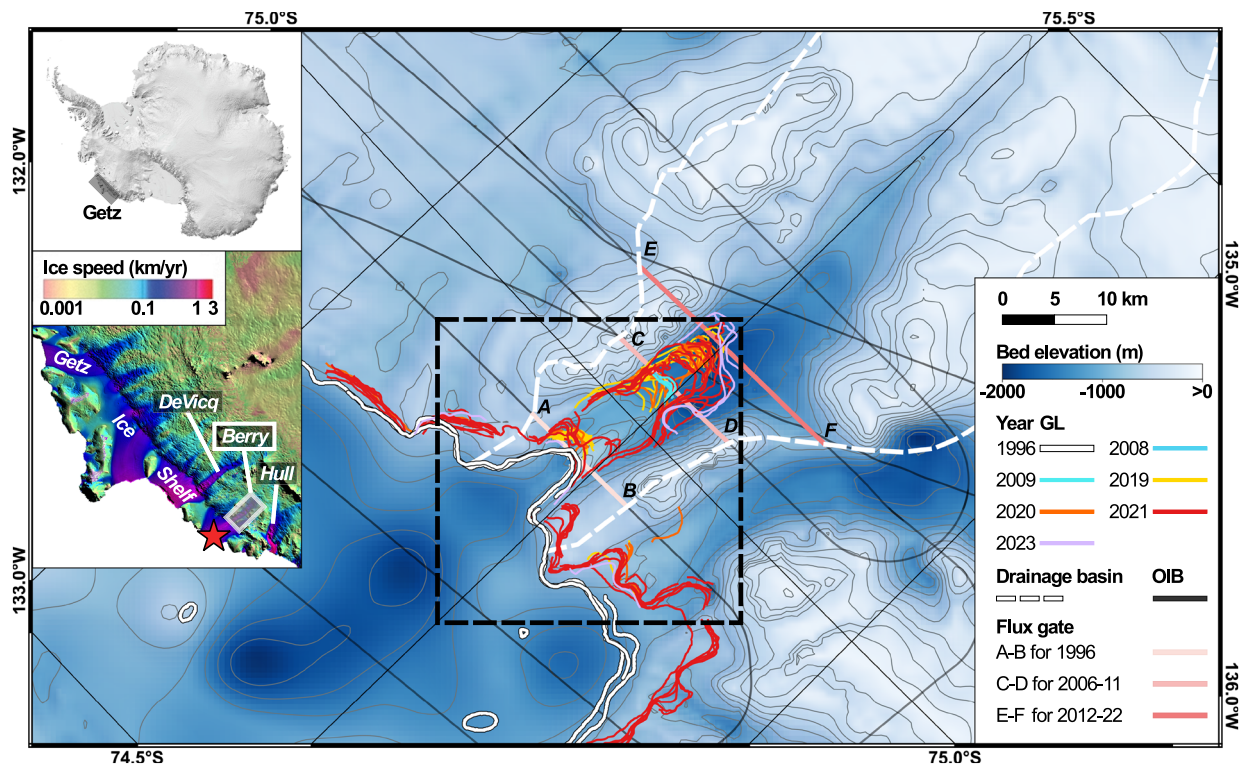 75.0°S
75.5°S
132.0°W
133.0°W
135.0°W
136.0°W
74.5°S
75.0°S
Getz
Ice speed (km/yr)
0.001
0.1
1 3
Getz
Ice
Shelf
DeVicq
Berry
Hull
E
C
A
D
F
B
0 5 10 km
Bed elevation (m)
-2000 -1000 >0
Year GL
1996 2008
2009 2019
2020 2021
2023
Drainage basin OIB
Flux gate
A-B for 1996
C-D for 2006-11
E-F for 2012-22